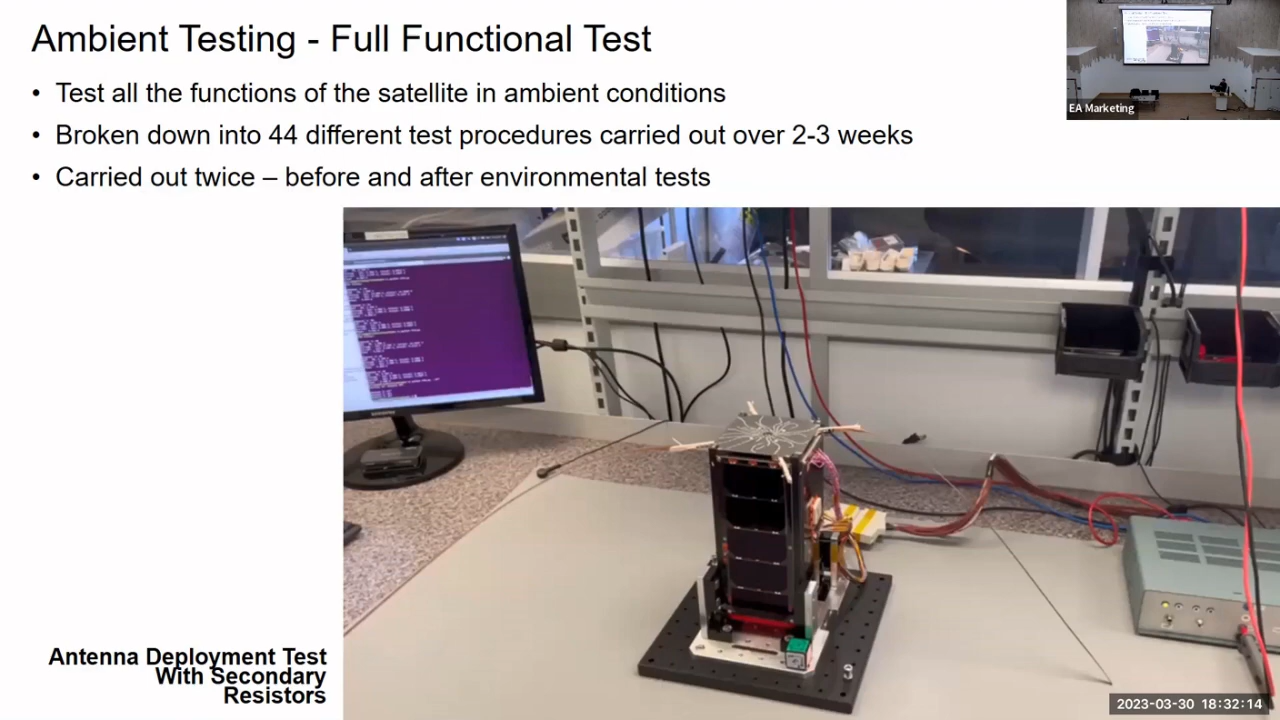 Ambient Testing - Full Functional Test
• Test all the functions of the satellite in ambient conditions
• Broken down into 44 different test procedures carried out over 2-3 weeks
• Carried out twice – before and after environmental tests
EA Marketing
Antenna Deployment Test
With Secondary
Resistors
2023-03-30 18:32:14